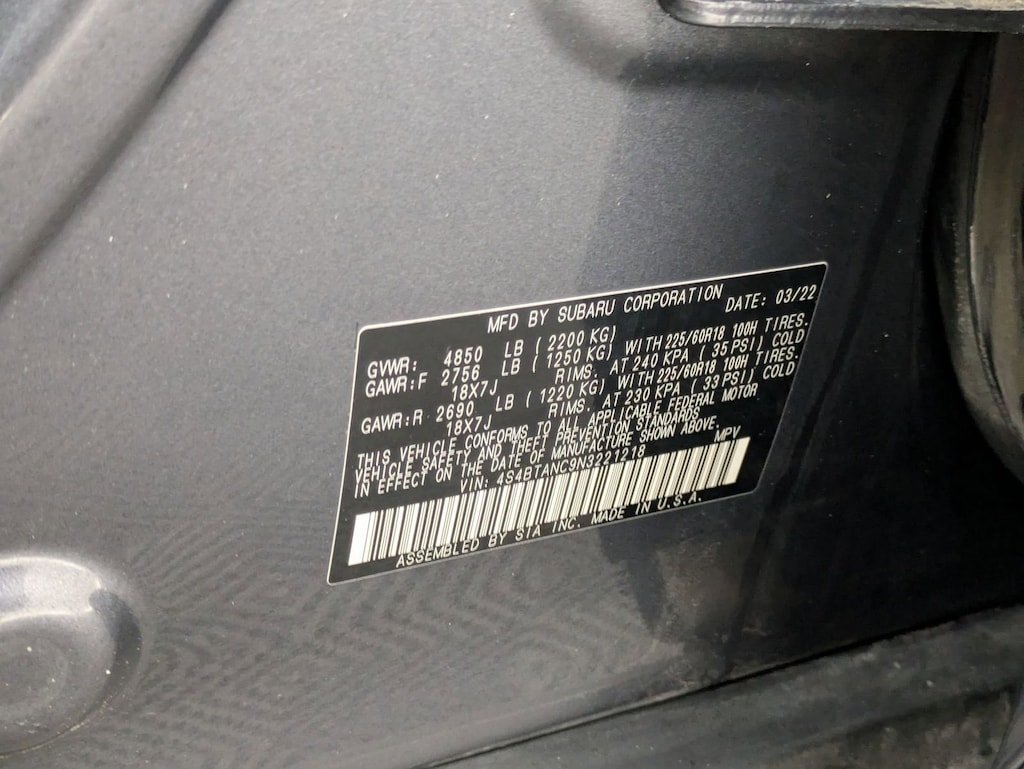 MFD BY SUBARU CORPORATION DATE: 03/22
GVWR: 4850 LB ( 2200 KG)
GAWR:F 2756 LB ( 1250 KG) WITH 225/60R18 100H TIRES.
18X7J RIMS. AT 240 KPA ( 35 PSI) COLD
GAWR:R 2690 LB ( 1220 KG) WITH 225/60R18 100H TIRES.
18X7J RIMS. AT 230 KPA ( 33 PSI) COLD
THIS VEHICLE CONFORMS TO ALL APPLICABLE FEDERAL MOTOR
VEHICLE SAFETY AND THEFT PREVENTION STANDARDS
IN EFFECT ON THE DATE OF MANUFACTURE SHOWN ABOVE.
VIN: 4S4BTANC9N3221218 MPV
ASSEMBLED BY SIA INC. MADE IN U.S.A.